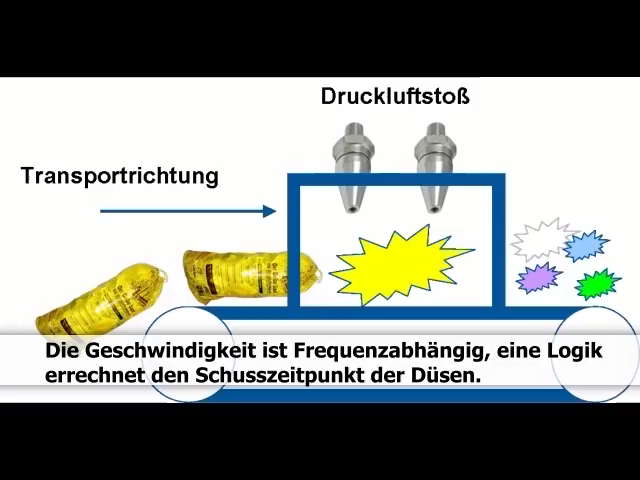 Druckluftstoß
Transportrichtung
Die Geschwindigkeit ist Frequenzabhängig, eine Logik
errechnet den Schusszeitpunkt der Düsen.